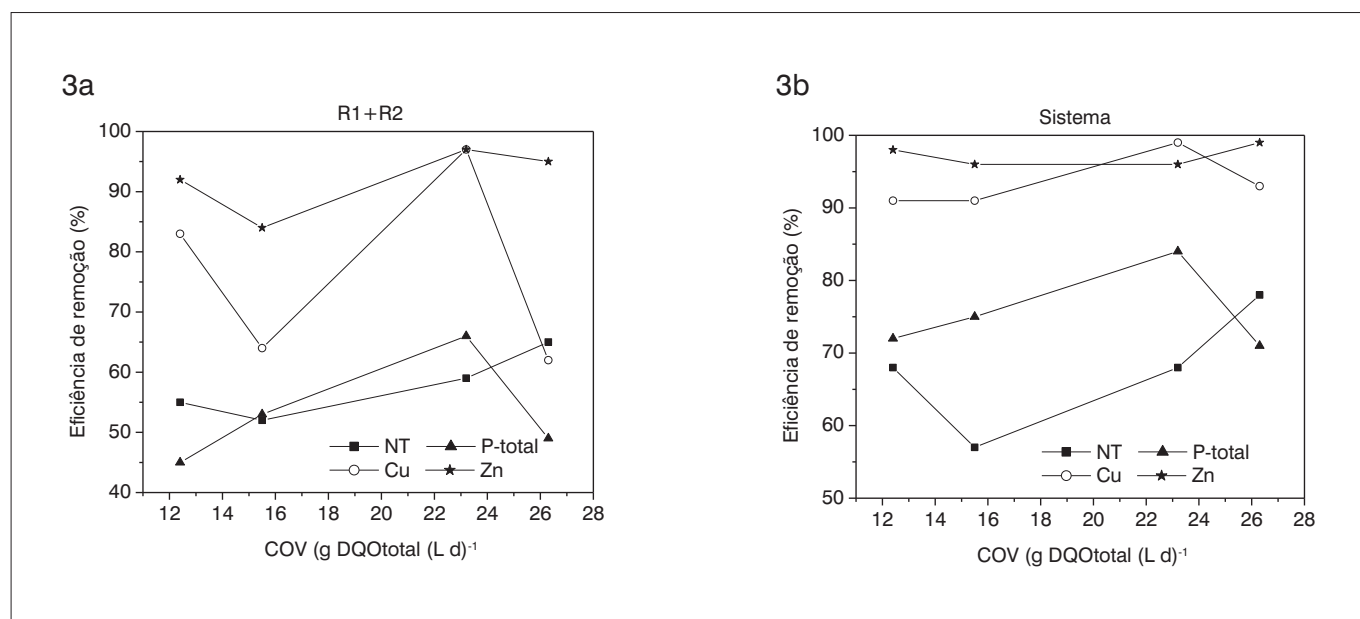 3a
R1+R2
Eficiência de remoção (%)
100
90
80
70
60
50
40
NT
P-total
Cu
Zn
12 14 16 18 20 22 24 26 28
COV (g DQOtotal (L d)⁻¹
3b
Sistema
Eficiência de remoção (%)
100
90
80
70
60
50
NT
P-total
Cu
Zn
12 14 16 18 20 22 24 26 28
COV (g DQOtotal (L d)⁻¹